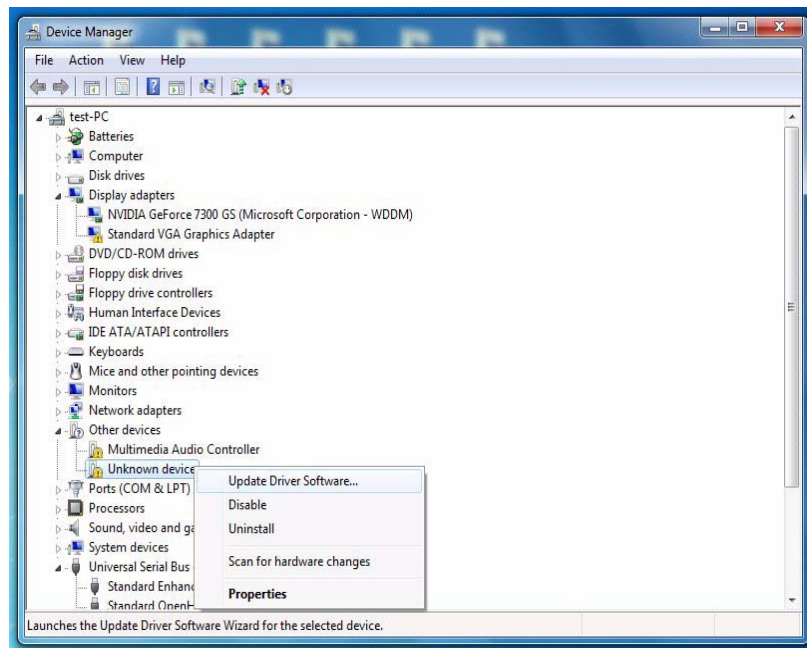 Device Manager
File Action View Help
test-PC
Batteries
Computer
Disk drives
Display adapters
NVIDIA GeForce 7300 GS (Microsoft Corporation - WDDM)
Standard VGA Graphics Adapter
DVD/CD-ROM drives
Floppy disk drives
Floppy drive controllers
Human Interface Devices
IDE ATA/ATAPI controllers
Keyboards
Mice and other pointing devices
Monitors
Network adapters
Other devices
Multimedia Audio Controller
Unknown device
Update Driver Software...
Ports (COM & LPT)
Disable
Processors
Sound, video and ga
Uninstall
System devices
Scan for hardware changes
Universal Serial Bus
Standard Enhanc
Properties
Standard OpenH
Launches the Update Driver Software Wizard for the selected device.